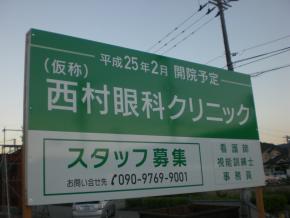 平成25年2月 開院予定
(仮称)
西村眼科クリニック
スタッフ募集
お問い合せ先 090-9769-9001
看護師
視能訓練士
事務員